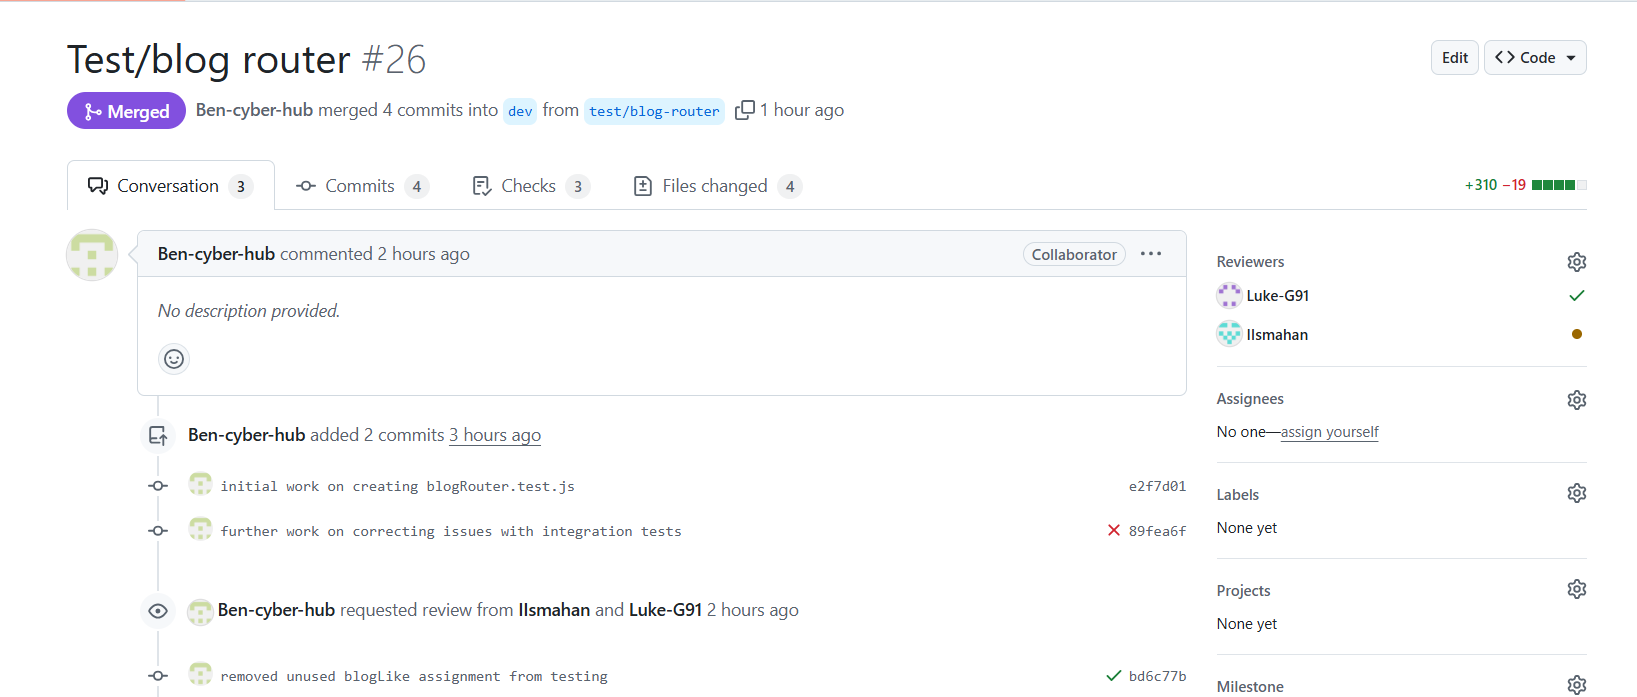 Test/blog router #26
Edit
Code
Merged
Ben-cyber-hub merged 4 commits into dev from test/blog-router 1 hour ago
Conversation 3
Commits 4
Checks 3
Files changed 4
+310 −19
Ben-cyber-hub commented 2 hours ago
Collaborator
No description provided.
Ben-cyber-hub added 2 commits 3 hours ago
initial work on creating blogRouter.test.js
e2f7d01
further work on correcting issues with integration tests
89fea6f
Ben-cyber-hub requested review from IIsmahan and Luke-G91 2 hours ago
removed unused blogLike assignment from testing
bd6c77b
Reviewers
Luke-G91
IIsmahan
Assignees
No one—assign yourself
Labels
None yet
Projects
None yet
Milestone